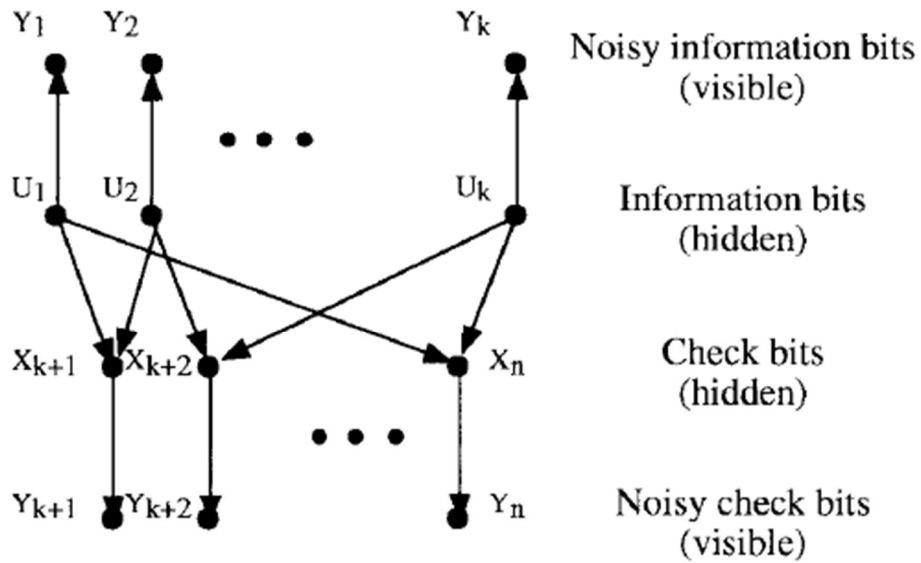 Y1 Y2 Yk Noisy information bits
(visible)
U1 U2 Uk Information bits
(hidden)
Xk+1 Xk+2 Xn Check bits
(hidden)
Yk+1 Yk+2 Yn Noisy check bits
(visible)